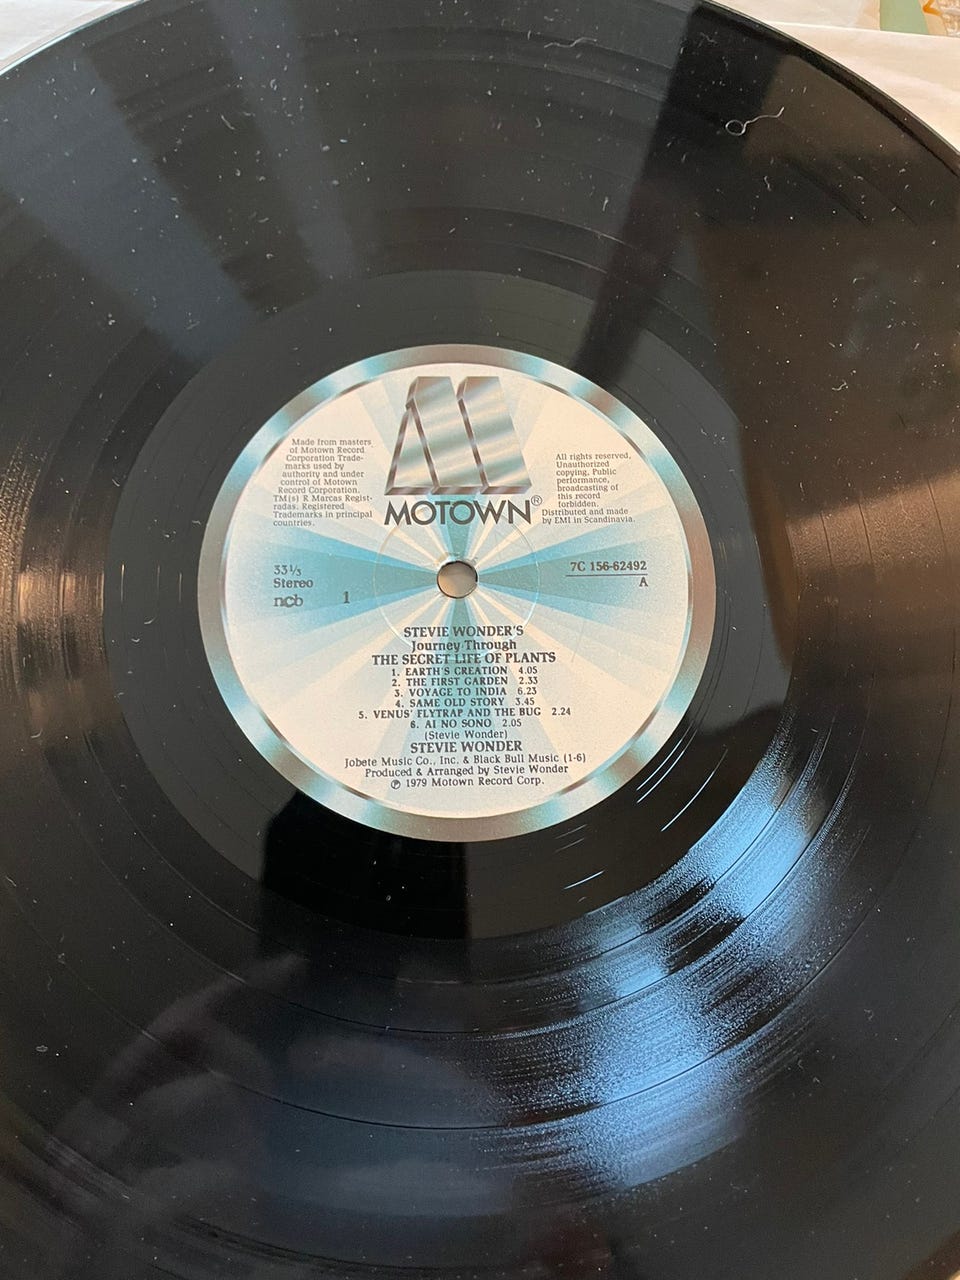 Made from masters
of Motown Record
Corporation Trade-
marks used by
authority and under
control of Motown
Record Corporation.
TM(s) R Marcas Regist-
radas. Registered
Trademarks in principal
countries.
MOTOWN®
All rights reserved.
Unauthorized
copying. Public
performance,
broadcasting of
this record
forbidden.
Distributed and made
by EMI in Scandinavia.
33 1/3
Stereo
ncb 1
7C 156-62492
A
STEVIE WONDER'S
Journey Through
THE SECRET LIFE OF PLANTS
1. EARTH'S CREATION 4.05
2. THE FIRST GARDEN 2.33
3. VOYAGE TO INDIA 6.23
4. SAME OLD STORY 3.45
5. VENUS' FLYTRAP AND THE BUG 2.24
6. AI NO SONO 2.05
(Stevie Wonder)
STEVIE WONDER
Jobete Music Co., Inc. & Black Bull Music (1-6)
Produced & Arranged by Stevie Wonder
℗ 1979 Motown Record Corp.